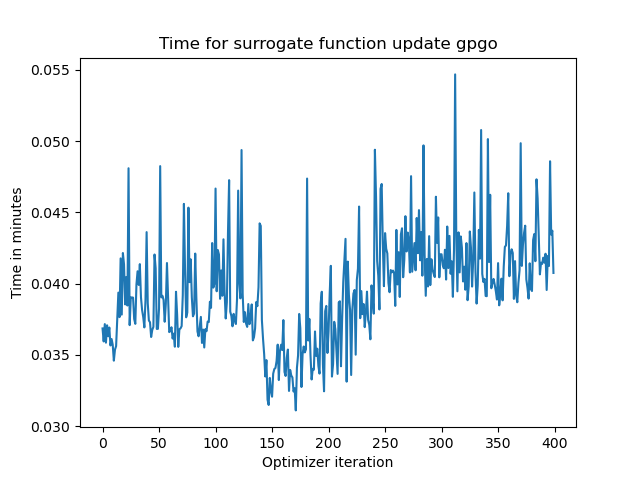 Time for surrogate function update gpgo
0.055
0.050
0.045
0.040
0.035
0.030
Time in minutes
0 50 100 150 200 250 300 350 400
Optimizer iteration